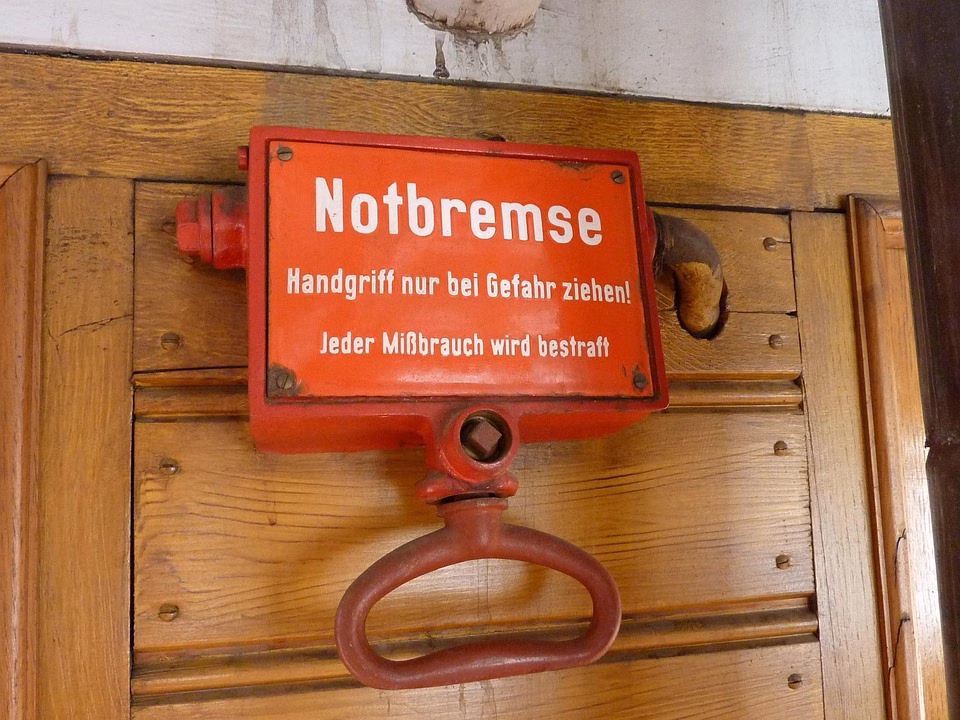 Notbremse
Handgriff nur bei Gefahr ziehen!
Jeder Mißbrauch wird bestraft